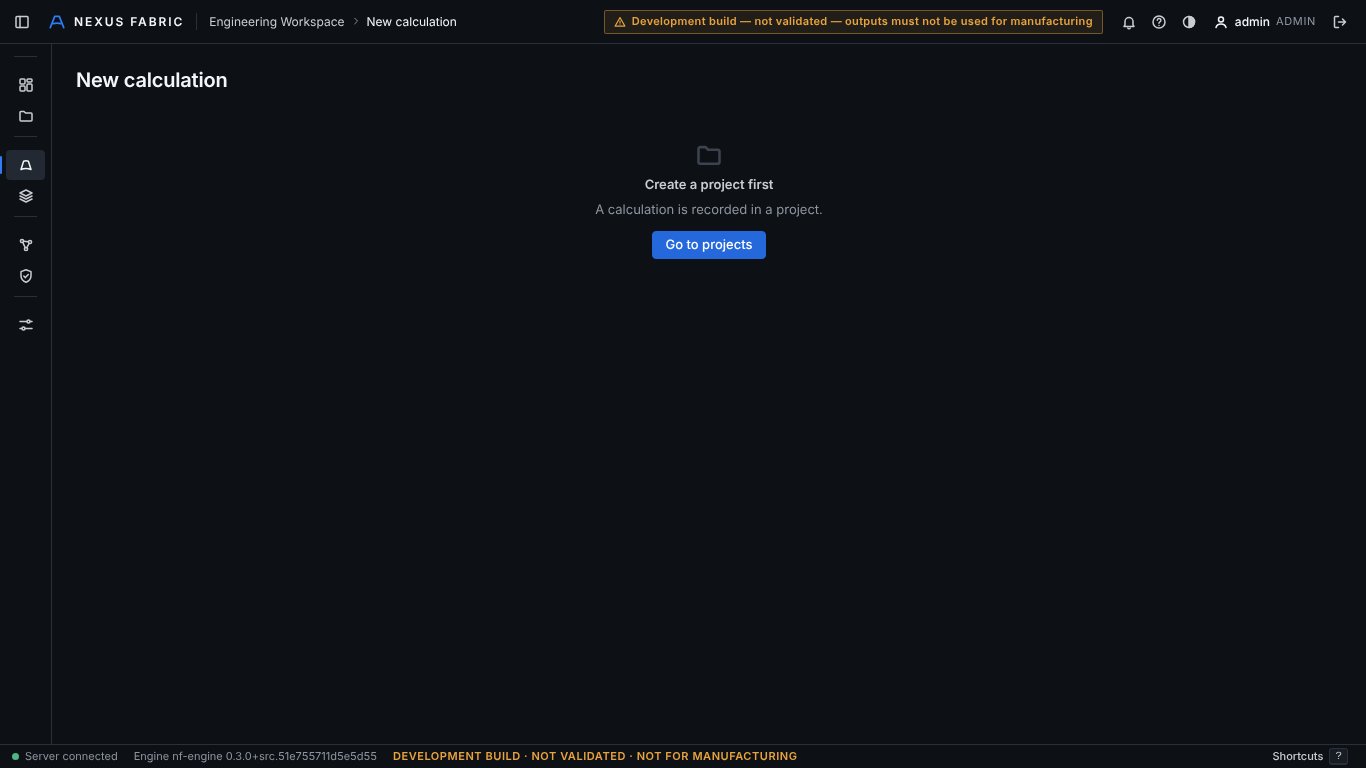 NEXUS FABRIC
Engineering Workspace > New calculation
Development build — not validated — outputs must not be used for manufacturing
admin ADMIN
New calculation
Create a project first
A calculation is recorded in a project.
Go to projects
Server connected
Engine nf-engine 0.3.0+src.51e755711d5e5d55
DEVELOPMENT BUILD · NOT VALIDATED · NOT FOR MANUFACTURING
Shortcuts ?